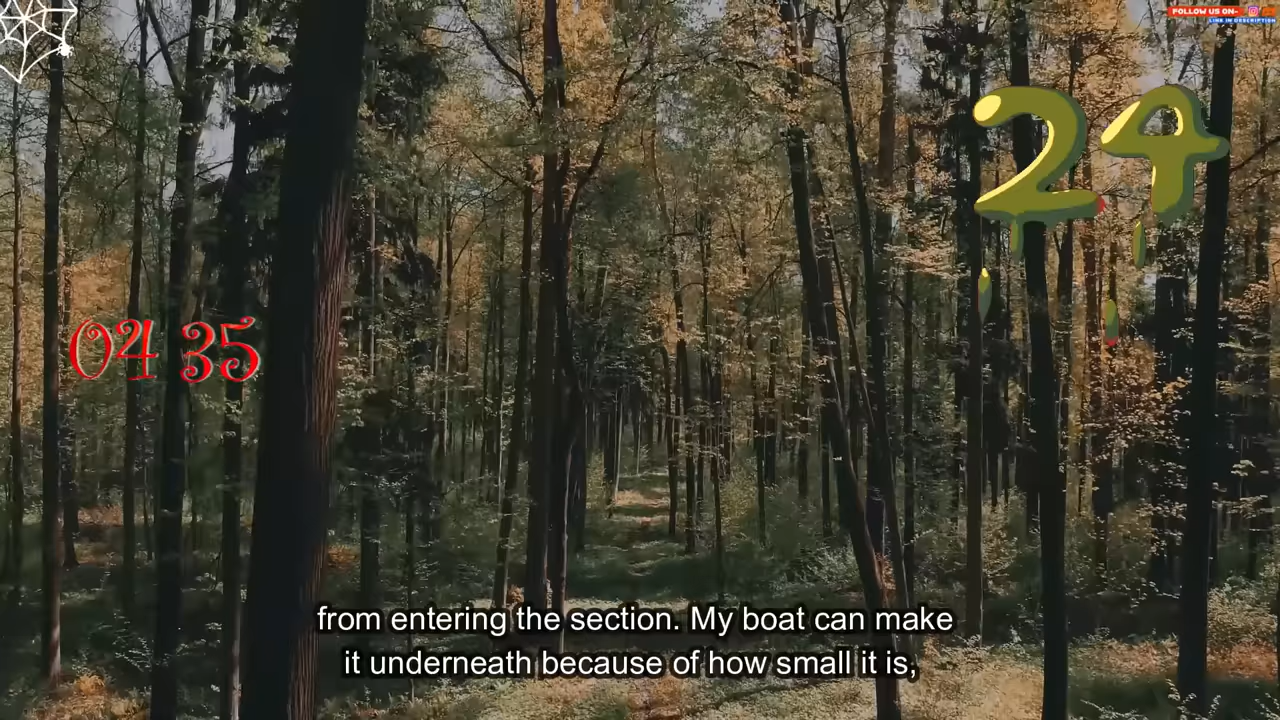 FOLLOW US ON-
LINK IN DESCRIPTION
24
04 35
from entering the section. My boat can make
it underneath because of how small it is,